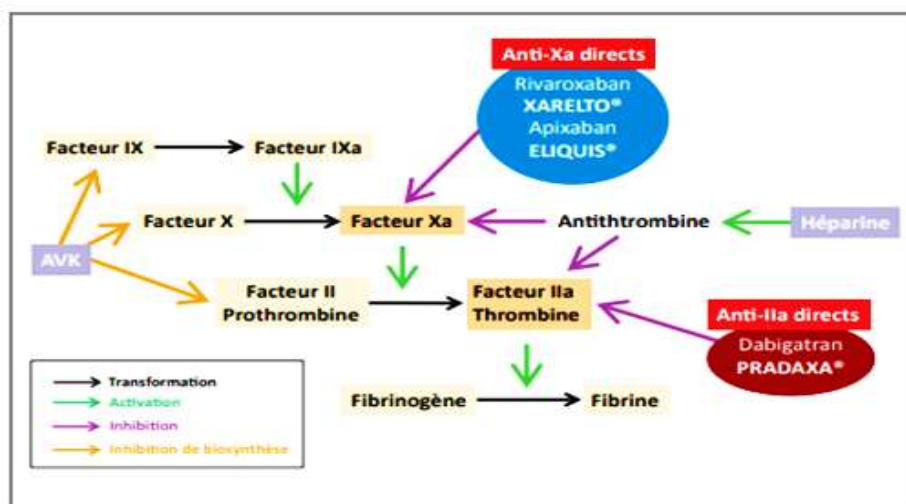 Anti-Xa directs
Rivaroxaban
XARELTO®
Apixaban
ELIQUIS®
Facteur IX
Facteur IXa
Facteur X
Facteur Xa
Antithtrombine
Héparine
AVK
Facteur II
Prothrombine
Facteur IIa
Thrombine
Anti-IIa directs
Dabigatran
PRADAXA®
Fibrinogène
Fibrine
Transformation
Activation
Inhibition
Inhibition de biosynthèse